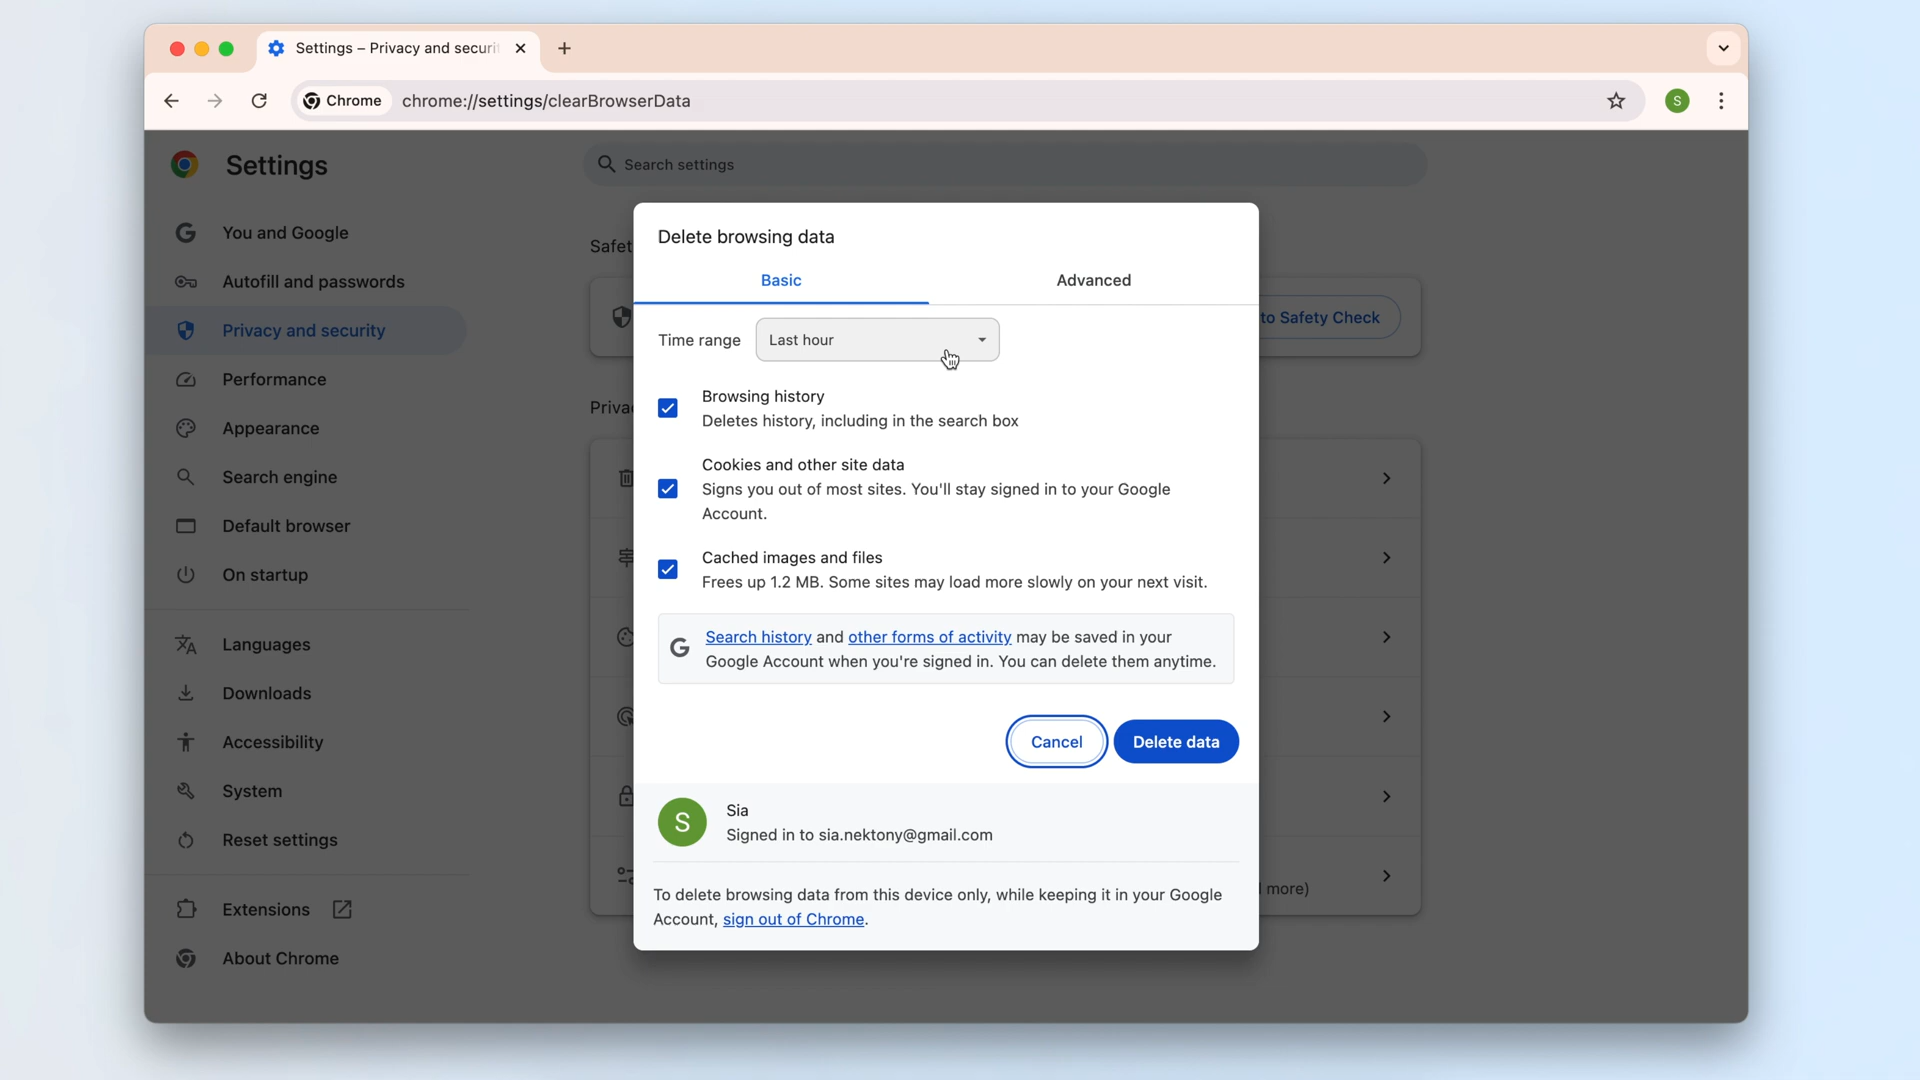 Settings – Privacy and securi
Chrome
chrome://settings/clearBrowserData
S
Settings
Search settings
You and Google
Autofill and passwords
Privacy and security
Performance
Appearance
Search engine
Default browser
On startup
Languages
Downloads
Accessibility
System
Reset settings
Extensions
About Chrome
Safet
to Safety Check
Priva
more)
Delete browsing data
Basic
Advanced
Time range
Last hour
Browsing history
Deletes history, including in the search box
Cookies and other site data
Signs you out of most sites. You'll stay signed in to your Google
Account.
Cached images and files
Frees up 1.2 MB. Some sites may load more slowly on your next visit.
G
Search history and other forms of activity may be saved in your
Google Account when you're signed in. You can delete them anytime.
Cancel
Delete data
S
Sia
Signed in to sia.nektony@gmail.com
To delete browsing data from this device only, while keeping it in your Google
Account, sign out of Chrome.